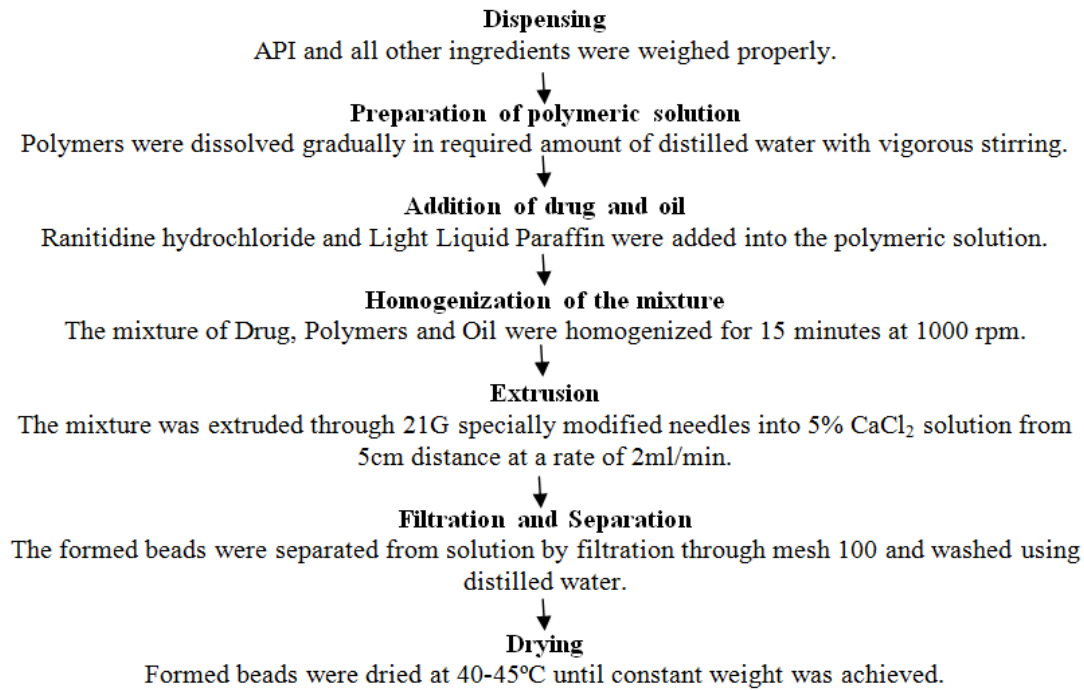 Dispensing
API and all other ingredients were weighed properly.
Preparation of polymeric solution
Polymers were dissolved gradually in required amount of distilled water with vigorous stirring.
Addition of drug and oil
Ranitidine hydrochloride and Light Liquid Paraffin were added into the polymeric solution.
Homogenization of the mixture
The mixture of Drug, Polymers and Oil were homogenized for 15 minutes at 1000 rpm.
Extrusion
The mixture was extruded through 21G specially modified needles into 5% CaCl₂ solution from
5cm distance at a rate of 2ml/min.
Filtration and Separation
The formed beads were separated from solution by filtration through mesh 100 and washed using
distilled water.
Drying
Formed beads were dried at 40-45ºC until constant weight was achieved.